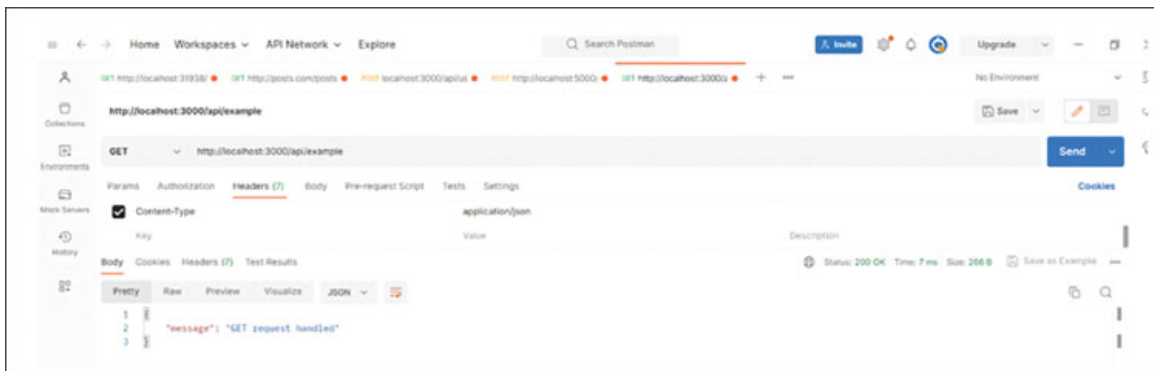 Home Workspaces API Network Explore Search Postman Invite Upgrade
GET http://localhost:31938/ GET http://posts.com/posts POST localhost:3000/api/us POST http://localhost:5000/ GET http://localhost:3000/a + No Environment
Collections
http://localhost:3000/api/example Save
Environments
GET http://localhost:3000/api/example Send
Mock Servers
Params Authorization Headers (7) Body Pre-request Script Tests Settings Cookies
Content-Type application/json
History
Key Value Description
Body Cookies Headers (7) Test Results Status: 200 OK Time: 7 ms Size: 266 B Save as Example
Pretty Raw Preview Visualize JSON
1 {
2 "message": "GET request handled"
3 }